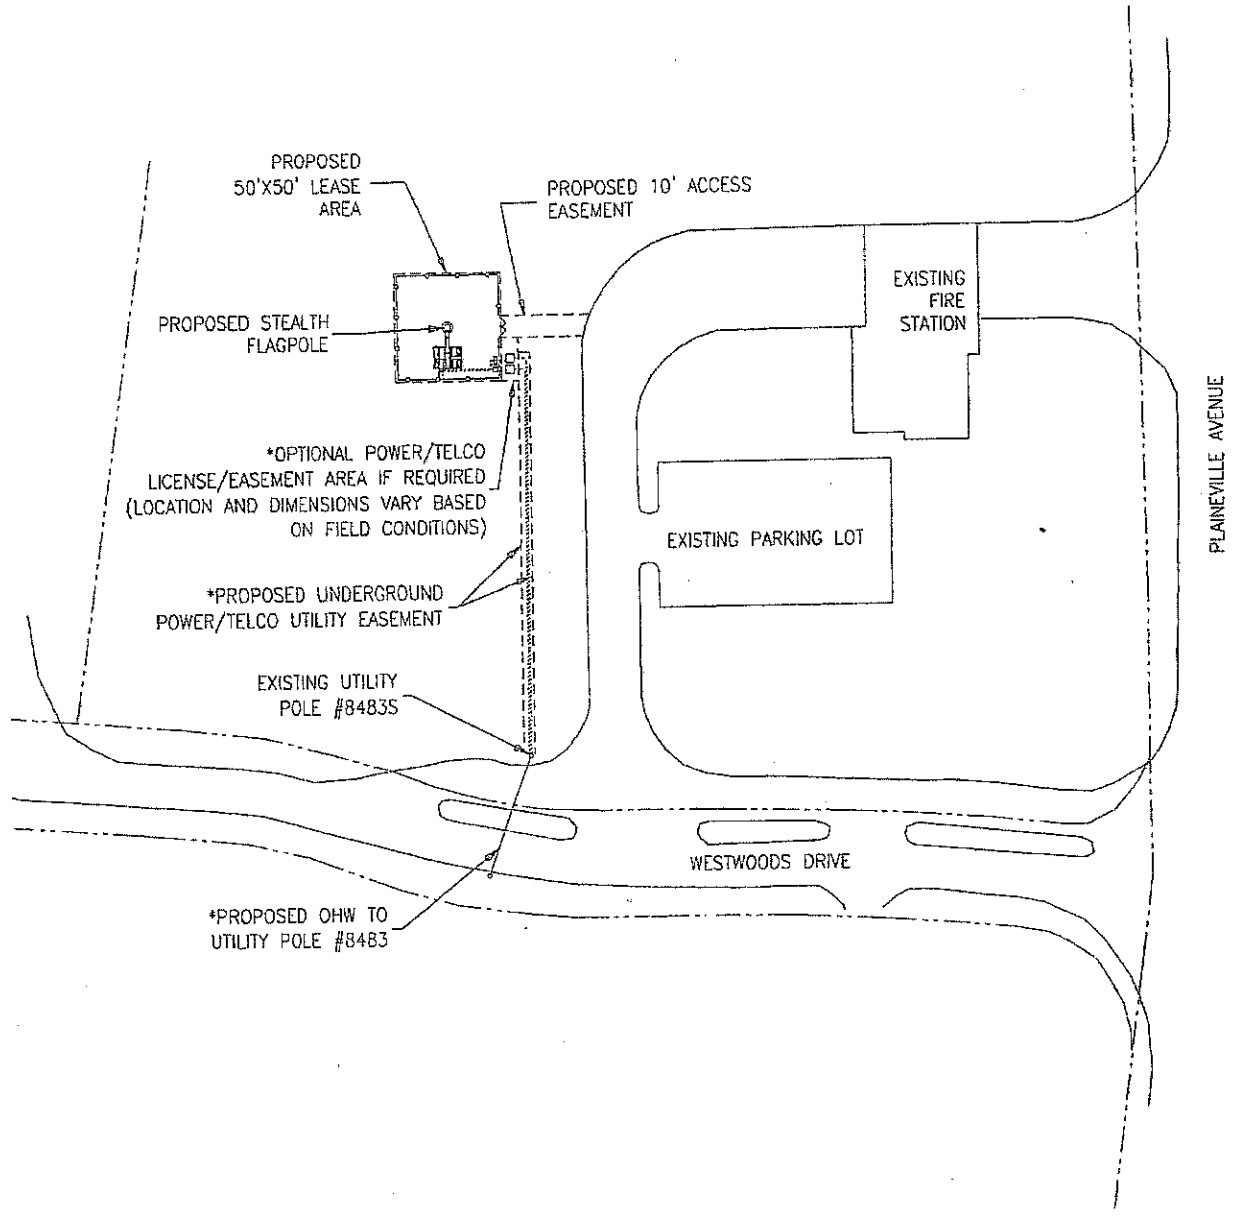 PROPOSED
50'X50' LEASE
AREA
PROPOSED 10' ACCESS
EASEMENT
EXISTING
FIRE
STATION
PROPOSED STEALTH
FLAGPOLE
PLAINEVILLE AVENUE
*OPTIONAL POWER/TELCO
LICENSE/EASEMENT AREA IF REQUIRED
(LOCATION AND DIMENSIONS VARY BASED
ON FIELD CONDITIONS)
EXISTING PARKING LOT
*PROPOSED UNDERGROUND
POWER/TELCO UTILITY EASEMENT
EXISTING UTILITY
POLE #8483S
WESTWOODS DRIVE
*PROPOSED OHW TO
UTILITY POLE #8483